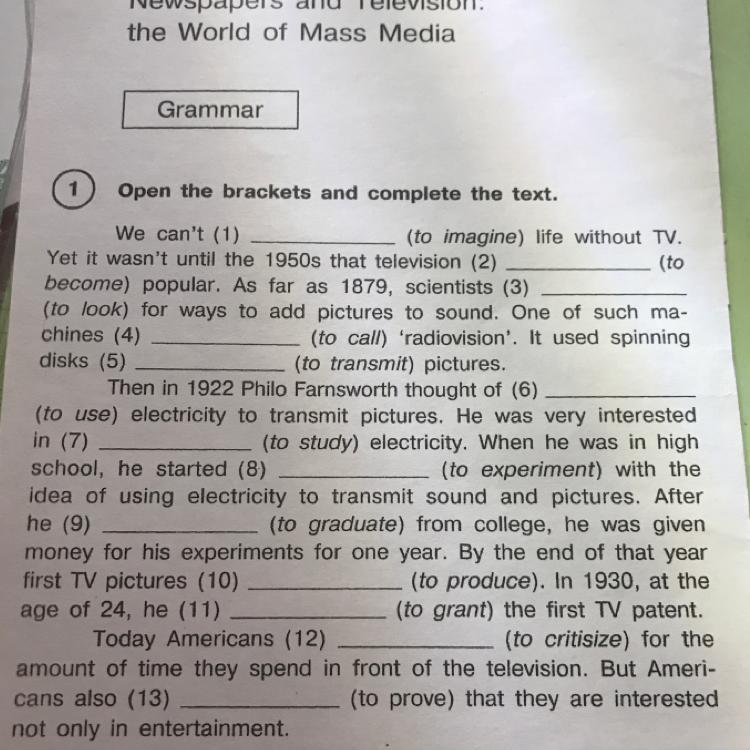 Newspapers and Television:
the World of Mass Media
Grammar
1 Open the brackets and complete the text.
We can't (1) ____________ (to imagine) life without TV.
Yet it wasn't until the 1950s that television (2) ____________ (to
become) popular. As far as 1879, scientists (3) ____________
(to look) for ways to add pictures to sound. One of such ma-
chines (4) ____________ (to call) ‘radiovision’. It used spinning
disks (5) ____________ (to transmit) pictures.
Then in 1922 Philo Farnsworth thought of (6) ____________
(to use) electricity to transmit pictures. He was very interested
in (7) ____________ (to study) electricity. When he was in high
school, he started (8) ____________ (to experiment) with the
idea of using electricity to transmit sound and pictures. After
he (9) ____________ (to graduate) from college, he was given
money for his experiments for one year. By the end of that year
first TV pictures (10) ____________ (to produce). In 1930, at the
age of 24, he (11) ____________ (to grant) the first TV patent.
Today Americans (12) ____________ (to critisize) for the
amount of time they spend in front of the television. But Ameri-
cans also (13) ____________ (to prove) that they are interested
not only in entertainment.